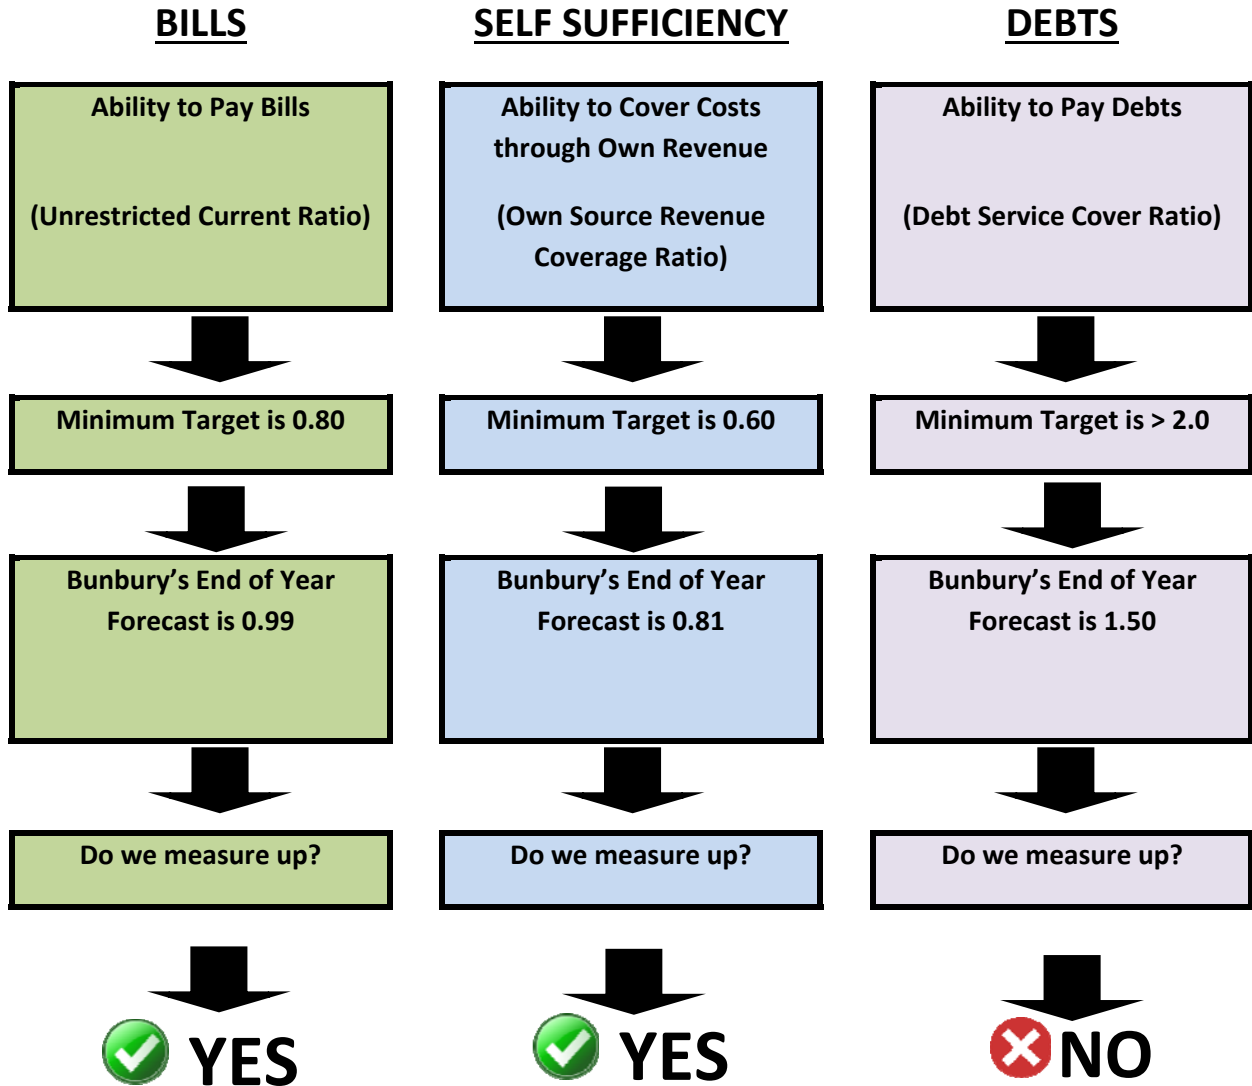 BILLS
Ability to Pay Bills
(Unrestricted Current Ratio)
Minimum Target is 0.80
Bunbury’s End of Year
Forecast is 0.99
Do we measure up?
YES
SELF SUFFICIENCY
Ability to Cover Costs
through Own Revenue
(Own Source Revenue
Coverage Ratio)
Minimum Target is 0.60
Bunbury’s End of Year
Forecast is 0.81
Do we measure up?
YES
DEBTS
Ability to Pay Debts
(Debt Service Cover Ratio)
Minimum Target is > 2.0
Bunbury’s End of Year
Forecast is 1.50
Do we measure up?
NO